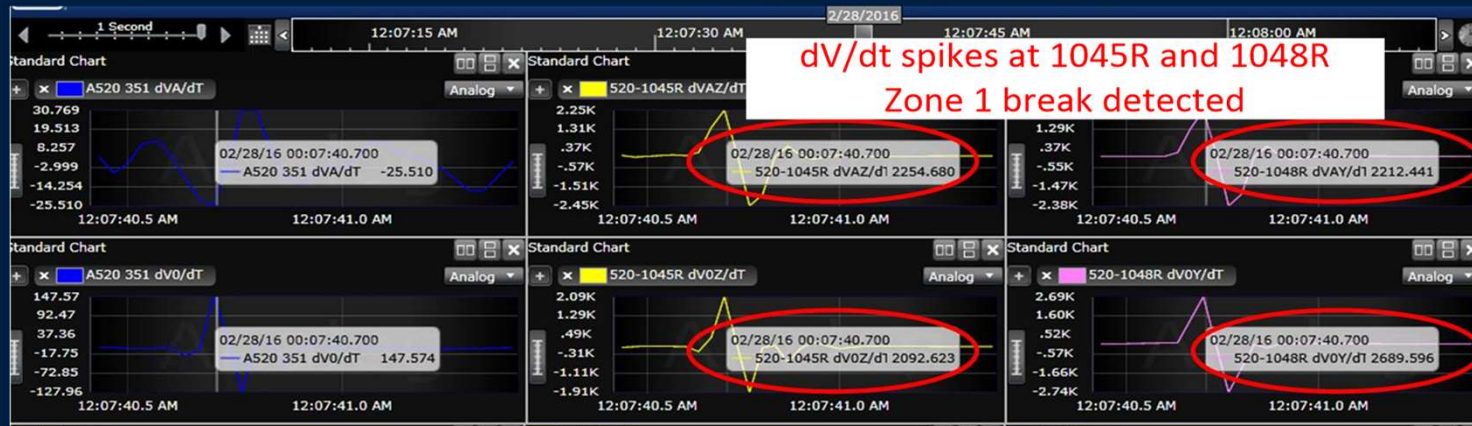 1 Second
2/28/2016
12:07:15 AM
12:07:30 AM
12:07:45 AM
12:08:00 AM
dV/dt spikes at 1045R and 1048R
Zone 1 break detected
Standard Chart
A520 351 dVA/dT
Analog
30.769
19.513
8.257
-2.999
-14.254
-25.510
02/28/16 00:07:40.700
A520 351 dVA/dT -25.510
12:07:40.5 AM
12:07:41.0 AM
Standard Chart
520-1045R dVAZ/dT
2.25K
1.31K
.37K
-.57K
-1.51K
-2.45K
02/28/16 00:07:40.700
520-1045R dVAZ/dT 2254.680
12:07:40.5 AM
12:07:41.0 AM
Analog
1.29K
.37K
-.55K
-1.47K
-2.38K
02/28/16 00:07:40.700
520-1048R dVAY/dT 2212.441
12:07:40.5 AM
12:07:41.0 AM
Standard Chart
A520 351 dV0/dT
Analog
147.57
92.47
37.36
-17.75
-72.85
-127.96
02/28/16 00:07:40.700
A520 351 dV0/dT 147.574
12:07:40.5 AM
12:07:41.0 AM
Standard Chart
520-1045R dV0Z/dT
Analog
2.09K
1.29K
.49K
-.31K
-1.11K
-1.91K
02/28/16 00:07:40.700
520-1045R dV0Z/dT 2092.623
12:07:40.5 AM
12:07:41.0 AM
Standard Chart
520-1048R dV0Y/dT
Analog
2.69K
1.60K
.52K
-.57K
-1.66K
-2.74K
02/28/16 00:07:40.700
520-1048R dV0Y/dT 2689.596
12:07:40.5 AM
12:07:41.0 AM